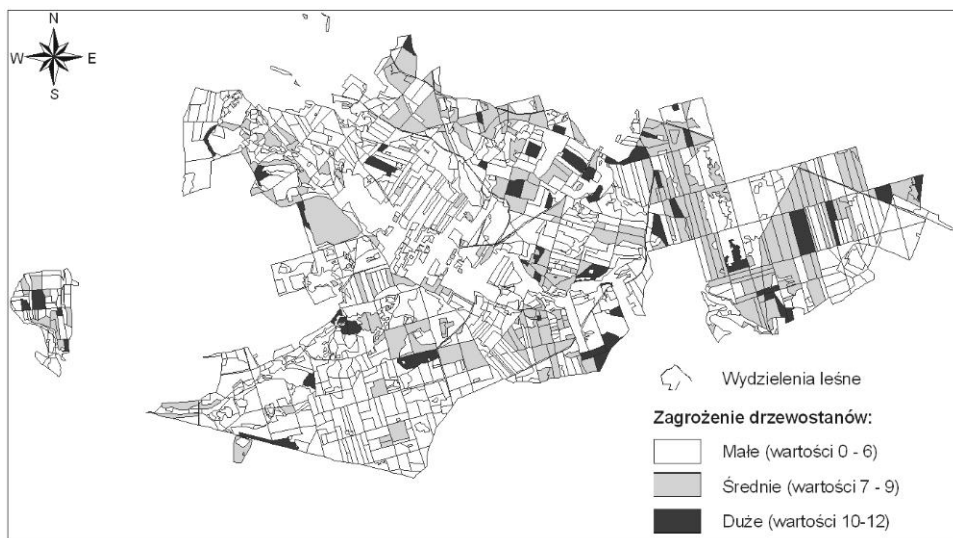 N
W E
S
Wydzielenia leśne
Zagrożenie drzewostanów:
Małe (wartości 0 - 6)
Średnie (wartości 7 - 9)
Duże (wartości 10-12)